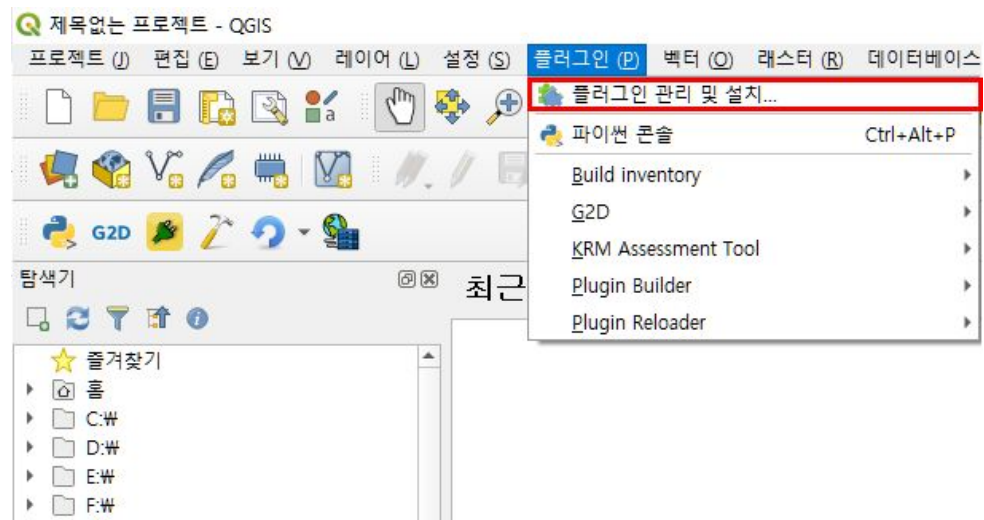 제목없는 프로젝트 - QGIS
프로젝트 (J) 편집 (E) 보기 (V) 레이어 (L) 설정 (S) 플러그인 (P) 벡터 (O) 래스터 (R) 데이터베이스
플러그인 관리 및 설치...
파이썬 콘솔 Ctrl+Alt+P
Build inventory
G2D
G2D
KRM Assessment Tool
Plugin Builder
Plugin Reloader
탐색기
최근
즐겨찾기
홈
C:₩
D:₩
E:₩
F:₩